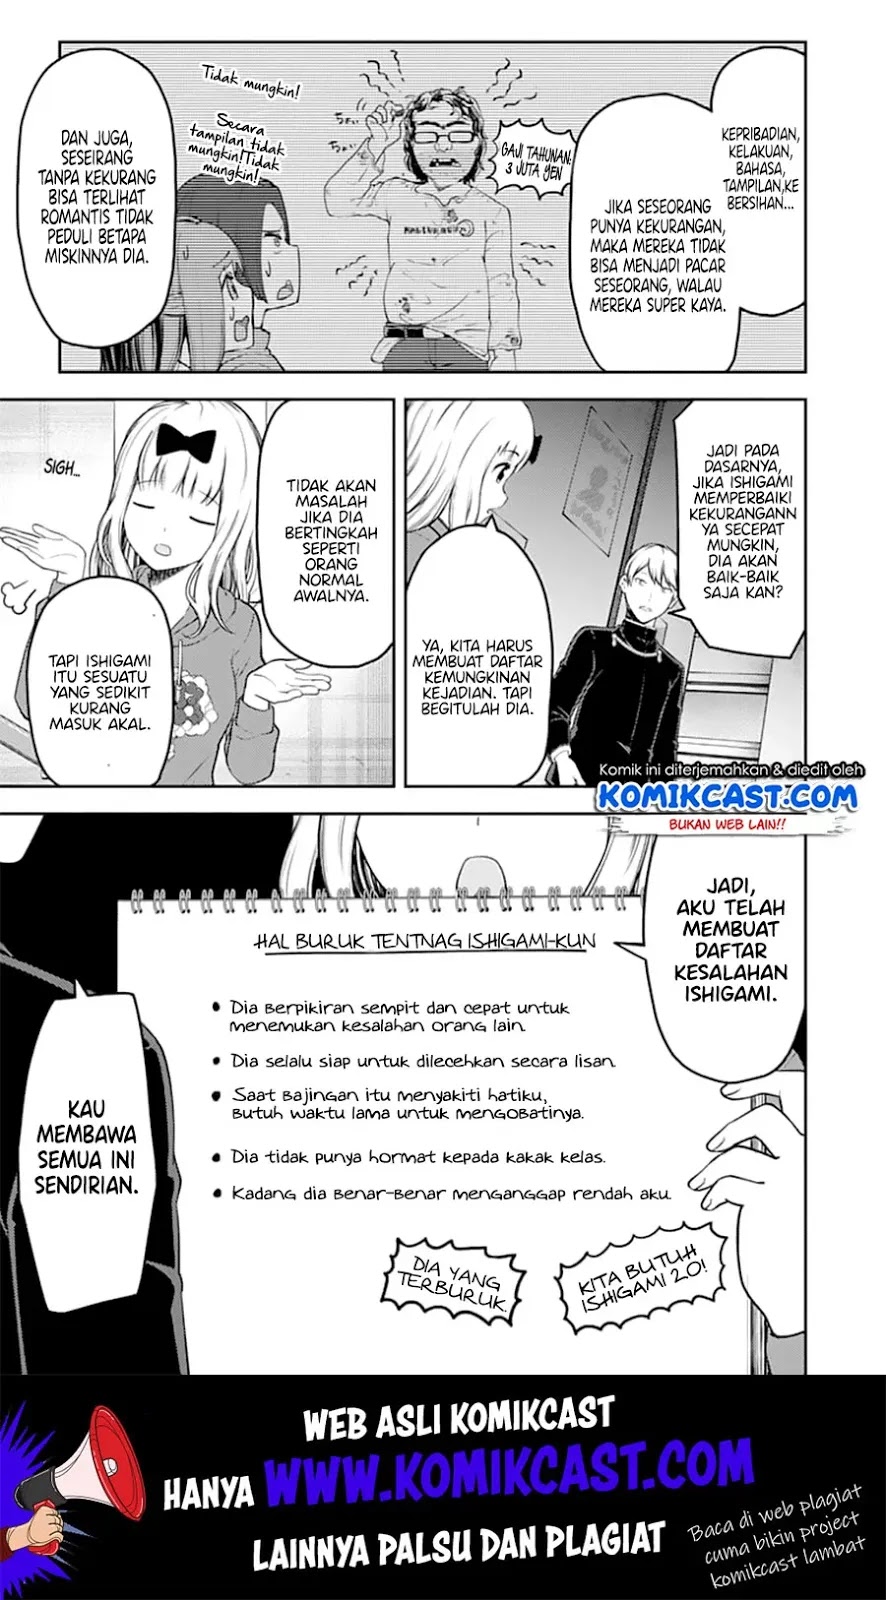 KEPRIBADIAN,
KELAKUAN,
BAHASA,
TAMPILAN,KE
BERSIHAN...
JIKA SESEORANG
PUNYA KEKURANGAN,
MAKA MEREKA TIDAK
BISA MENJADI PACAR
SESEORANG, WALAU
MEREKA SUPER KAYA.
GAJI TAHUNAN:
3 JUTA YEN
Tidak mungkin!
Secara
tampilan tidak
mungkin!Tidak
mungkin!
DAN JUGA,
SESEIRANG
TANPA KEKURANG
BISA TERLIHAT
ROMANTIS TIDAK
PEDULI BETAPA
MISKINNYA DIA.
JADI PADA
DASARNYA,
JIKA ISHIGAMI
MEMPERBAIKI
KEKURANGANN
YA SECEPAT
MUNGKIN,
DIA AKAN
BAIK-BAIK
SAJA KAN?
YA, KITA HARUS
MEMBUAT DAFTAR
KEMUNGKINAN
KEJADIAN. TAPI
BEGITULAH DIA.
TIDAK AKAN
MASALAH
JIKA DIA
BERTINGKAH
SEPERTI
ORANG
NORMAL
AWALNYA.
SIGH...
TAPI ISHIGAMI
ITU SESUATU
YANG SEDIKIT
KURANG
MASUK AKAL.
Komik ini diterjemahkan & diedit oleh
KOMIKCAST.COM
BUKAN WEB LAIN!!
JADI,
AKU TELAH
MEMBUAT
DAFTAR
KESALAHAN
ISHIGAMI.
HAL BURUK TENTNAG ISHIGAMI-KUN
• Dia berpikiran sempit dan cepat untuk
menemukan kesalahan orang lain.
• Dia selalu siap untuk dilecehkan secara lisan.
• Saat bajingan itu menyakiti hatiku,
butuh waktu lama untuk mengobatinya.
• Dia tidak punya hormat kepada kakak kelas.
• Kadang dia benar-benar menganggap rendah aku.
DIA YANG
TERBURUK.
KITA BUTUH
ISHIGAMI 2.0!
KAU
MEMBAWA
SEMUA INI
SENDIRIAN.
WEB ASLI KOMIKCAST
HANYA WWW.KOMIKCAST.COM
LAINNYA PALSU DAN PLAGIAT
Baca di web plagiat
cuma bikin project
komikcast lambat